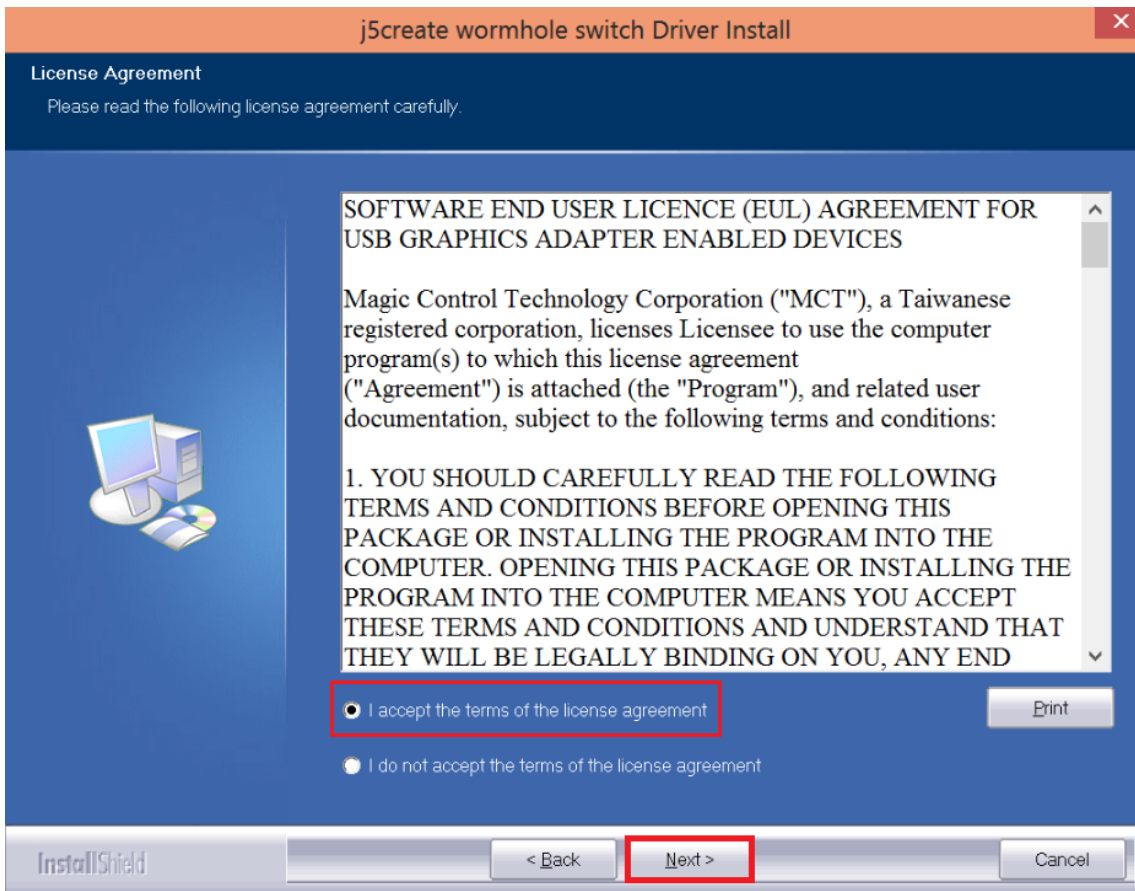 j5create wormhole switch Driver Install
License Agreement
Please read the following license agreement carefully.
SOFTWARE END USER LICENCE (EUL) AGREEMENT FOR
USB GRAPHICS ADAPTER ENABLED DEVICES
Magic Control Technology Corporation ("MCT"), a Taiwanese
registered corporation, licenses Licensee to use the computer
program(s) to which this license agreement
("Agreement") is attached (the "Program"), and related user
documentation, subject to the following terms and conditions:
1. YOU SHOULD CAREFULLY READ THE FOLLOWING
TERMS AND CONDITIONS BEFORE OPENING THIS
PACKAGE OR INSTALLING THE PROGRAM INTO THE
COMPUTER. OPENING THIS PACKAGE OR INSTALLING THE
PROGRAM INTO THE COMPUTER MEANS YOU ACCEPT
THESE TERMS AND CONDITIONS AND UNDERSTAND THAT
THEY WILL BE LEGALLY BINDING ON YOU, ANY END
I accept the terms of the license agreement
Print
I do not accept the terms of the license agreement
InstallShield
< Back
Next >
Cancel